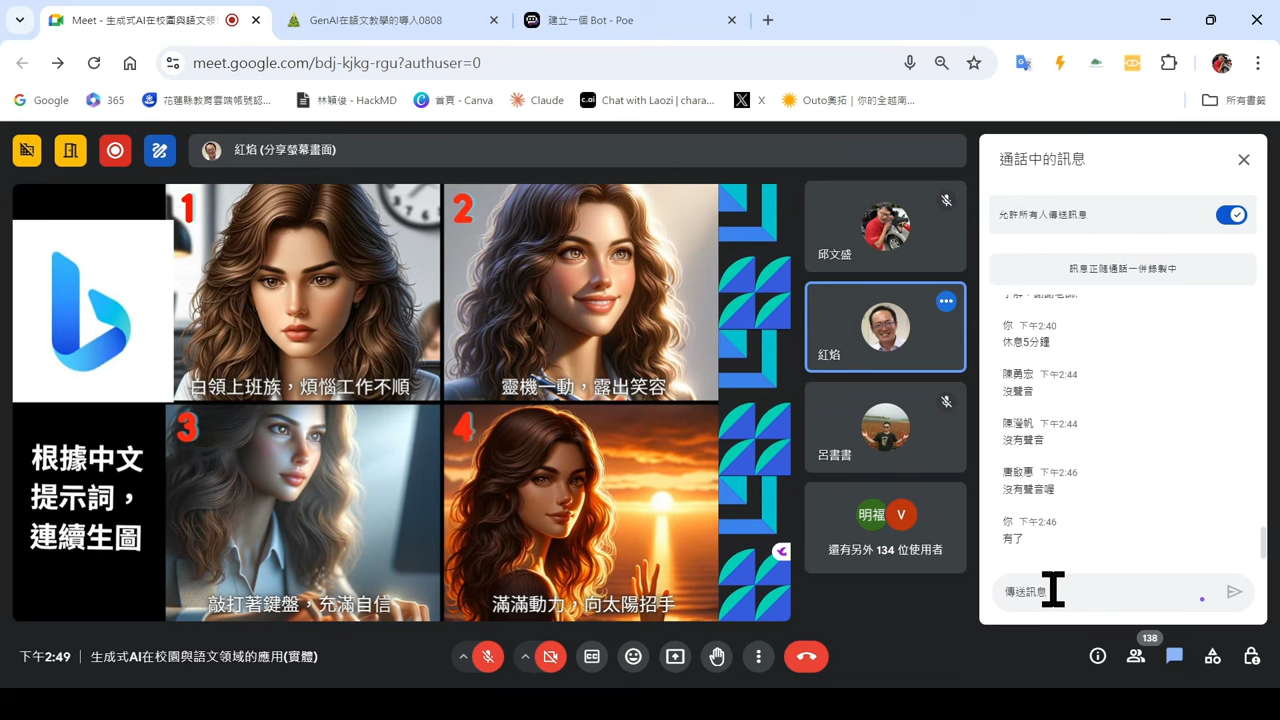 Meet - 生成式AI在校園與語文領
GenAI在語文教學的導入0808
建立一個 Bot - Poe
meet.google.com/bdj-kjkg-rgu?authuser=0
Google
365
花蓮縣教育雲端帳號認...
林穎俊 - HackMD
首頁 - Canva
Claude
c.ai
Chat with Laozi | chara...
X
Outo奧拓｜你的全越南...
所有書籤
紅焰 (分享螢幕畫面)
1
白領上班族，煩惱工作不順
2
靈機一動，露出笑容
根據中文
提示詞，
連續生圖
3
敲打著鍵盤，充滿自信
4
滿滿動力，向太陽招手
邱文盛
紅焰
呂書書
明福
V
還有另外 134 位使用者
通話中的訊息
允許所有人傳送訊息
訊息正隨通話一併錄製中
你 下午2:40
休息5分鐘
陳勇宏 下午2:44
沒聲音
陳瀅帆 下午2:44
沒有聲音
唐啟惠 下午2:46
沒有聲音喔
你 下午2:46
有了
傳送訊息
下午2:49
生成式AI在校園與語文領域的應用(實體)
138